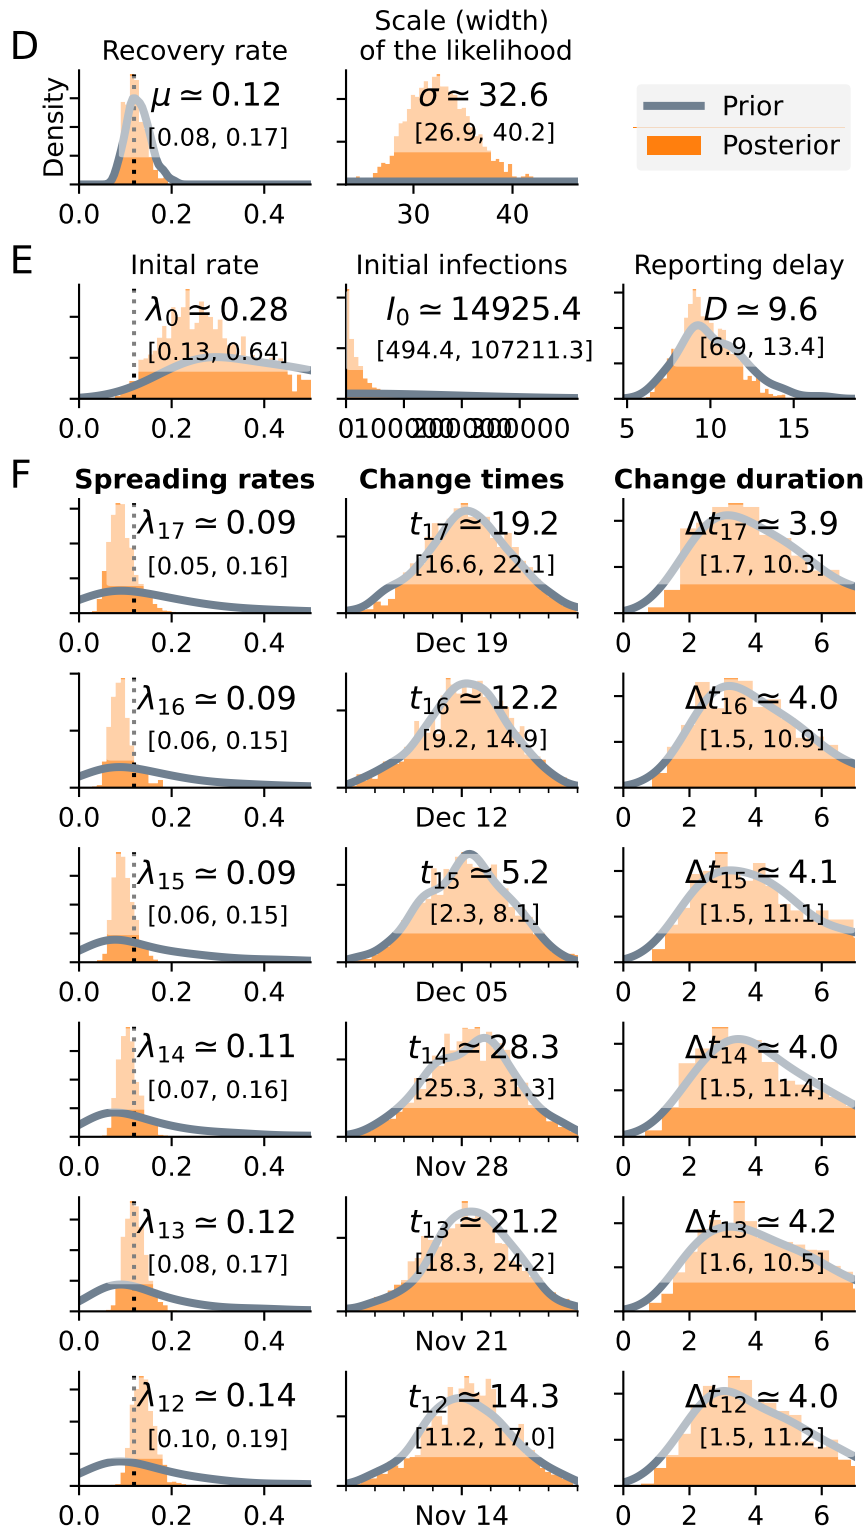 D
Recovery rate
Scale (width)
of the likelihood
Density
μ ≃ 0.12
[0.08, 0.17]
0.0 0.2 0.4
σ ≃ 32.6
[26.9, 40.2]
30 40
Prior
Posterior
E
Inital rate
Initial infections
Reporting delay
λ0 ≃ 0.28
[0.13, 0.64]
0.0 0.2 0.4
I0 ≃ 14925.4
[494.4, 107211.3]
0 100000 200000 300000
D ≃ 9.6
[6.9, 13.4]
5 10 15
F
Spreading rates
Change times
Change duration
λ17 ≃ 0.09
[0.05, 0.16]
0.0 0.2 0.4
t17 ≃ 19.2
[16.6, 22.1]
Dec 19
Δt17 ≃ 3.9
[1.7, 10.3]
0 2 4 6
λ16 ≃ 0.09
[0.06, 0.15]
0.0 0.2 0.4
t16 ≃ 12.2
[9.2, 14.9]
Dec 12
Δt16 ≃ 4.0
[1.5, 10.9]
0 2 4 6
λ15 ≃ 0.09
[0.06, 0.15]
0.0 0.2 0.4
t15 ≃ 5.2
[2.3, 8.1]
Dec 05
Δt15 ≃ 4.1
[1.5, 11.1]
0 2 4 6
λ14 ≃ 0.11
[0.07, 0.16]
0.0 0.2 0.4
t14 ≃ 28.3
[25.3, 31.3]
Nov 28
Δt14 ≃ 4.0
[1.5, 11.4]
0 2 4 6
λ13 ≃ 0.12
[0.08, 0.17]
0.0 0.2 0.4
t13 ≃ 21.2
[18.3, 24.2]
Nov 21
Δt13 ≃ 4.2
[1.6, 10.5]
0 2 4 6
λ12 ≃ 0.14
[0.10, 0.19]
0.0 0.2 0.4
t12 ≃ 14.3
[11.2, 17.0]
Nov 14
Δt12 ≃ 4.0
[1.5, 11.2]
0 2 4 6